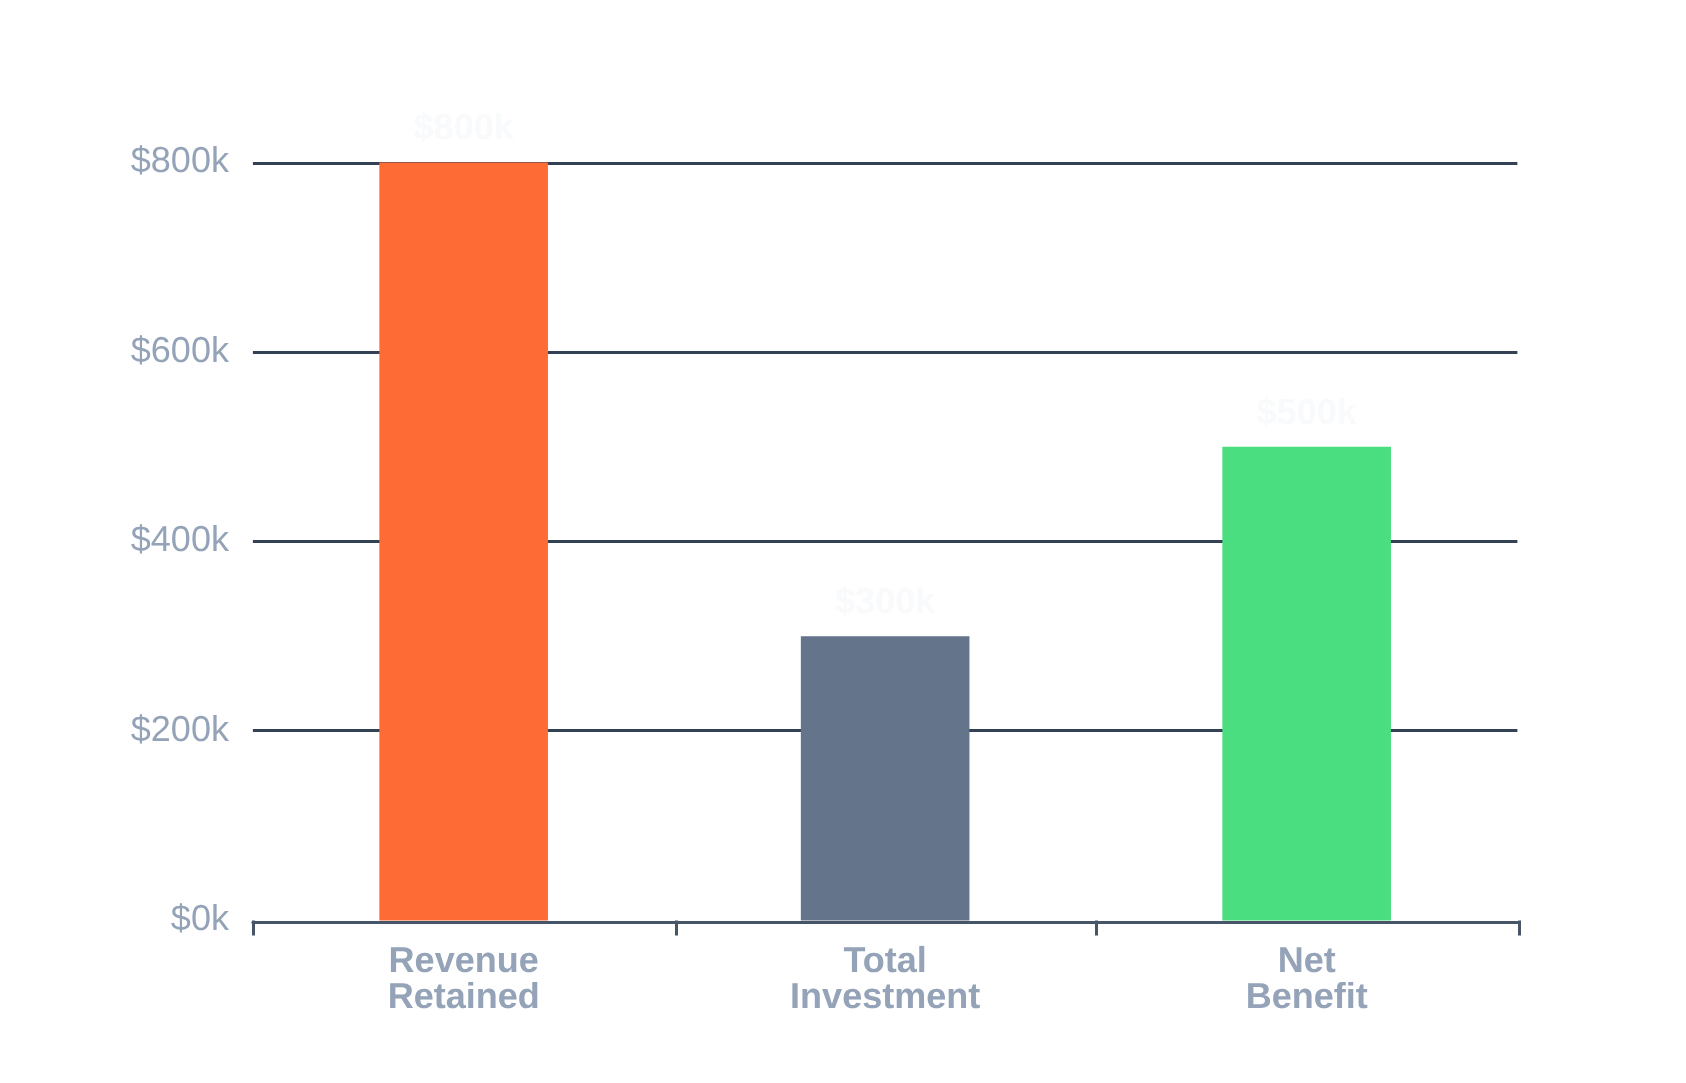 $800k
$800k
$600k
$500k
$400k
$300k
$200k
$0k
Revenue
Retained
Total
Investment
Net
Benefit